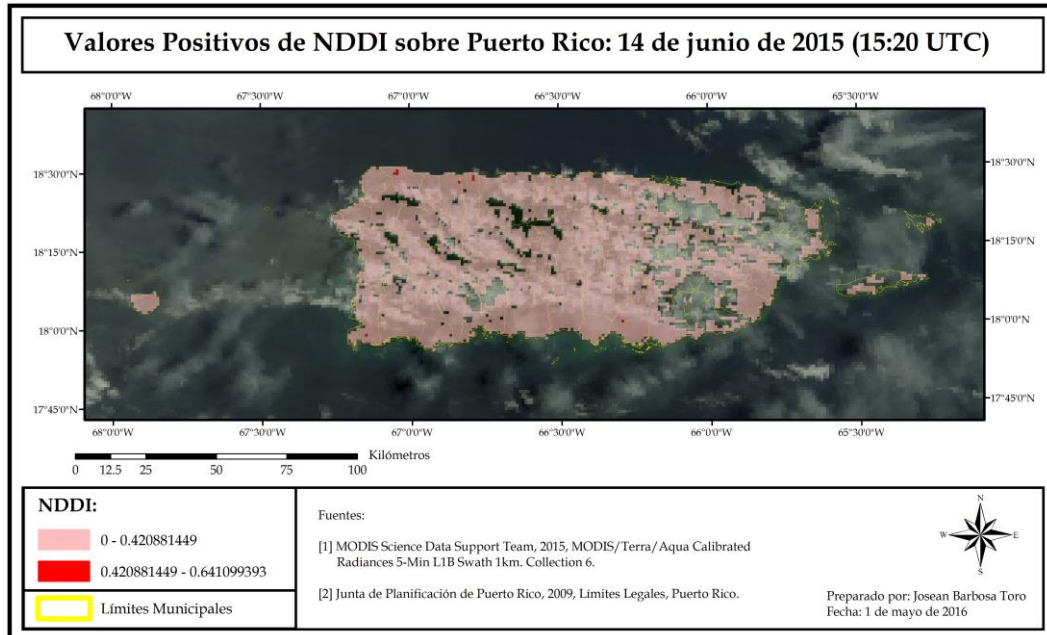 Valores Positivos de NDDI sobre Puerto Rico: 14 de junio de 2015 (15:20 UTC)
68°0'0"W 67°30'0"W 67°0'0"W 66°30'0"W 66°0'0"W 65°30'0"W
18°30'0"N 18°30'0"N
18°15'0"N 18°15'0"N
18°0'0"N 18°0'0"N
17°45'0"N 17°45'0"N
68°0'0"W 67°30'0"W 67°0'0"W 66°30'0"W 66°0'0"W 65°30'0"W
Kilómetros
0 12.5 25 50 75 100
NDDI:
0 - 0.420881449
0.420881449 - 0.641099393
Límites Municipales
Fuentes:
[1] MODIS Science Data Support Team, 2015, MODIS/Terra/Aqua Calibrated
Radiances 5-Min L1B Swath 1km. Collection 6.
[2] Junta de Planificación de Puerto Rico, 2009, Límites Legales, Puerto Rico.
N
W E
S
Preparado por: Josean Barbosa Toro
Fecha: 1 de mayo de 2016